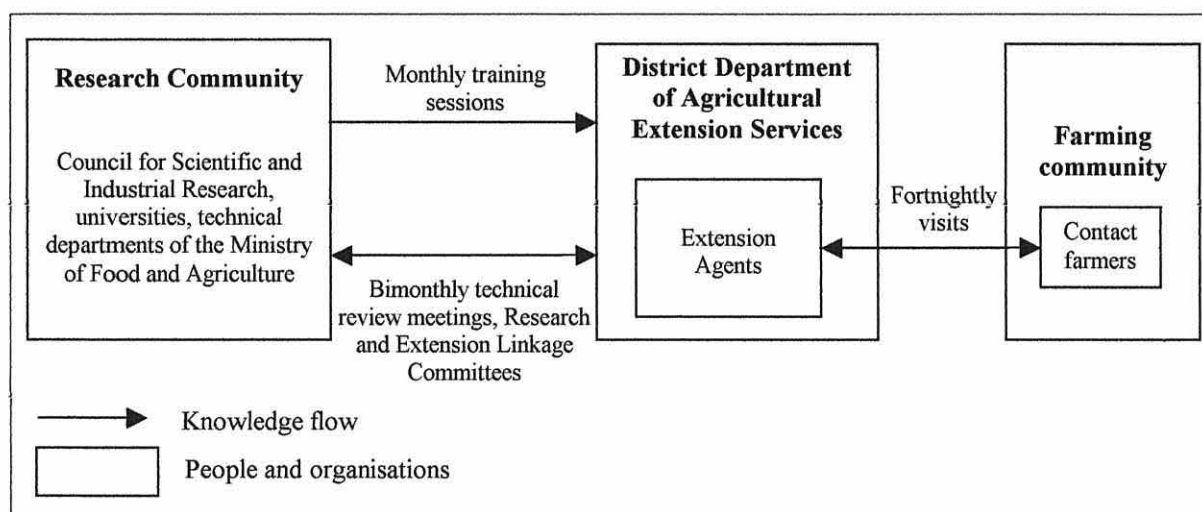 Research Community
Council for Scientific and
Industrial Research,
universities, technical
departments of the Ministry
of Food and Agriculture
Monthly training
sessions
Bimonthly technical
review meetings, Research
and Extension Linkage
Committees
District Department
of Agricultural
Extension Services
Extension
Agents
Fortnightly
visits
Farming
community
Contact
farmers
Knowledge flow
People and organisations